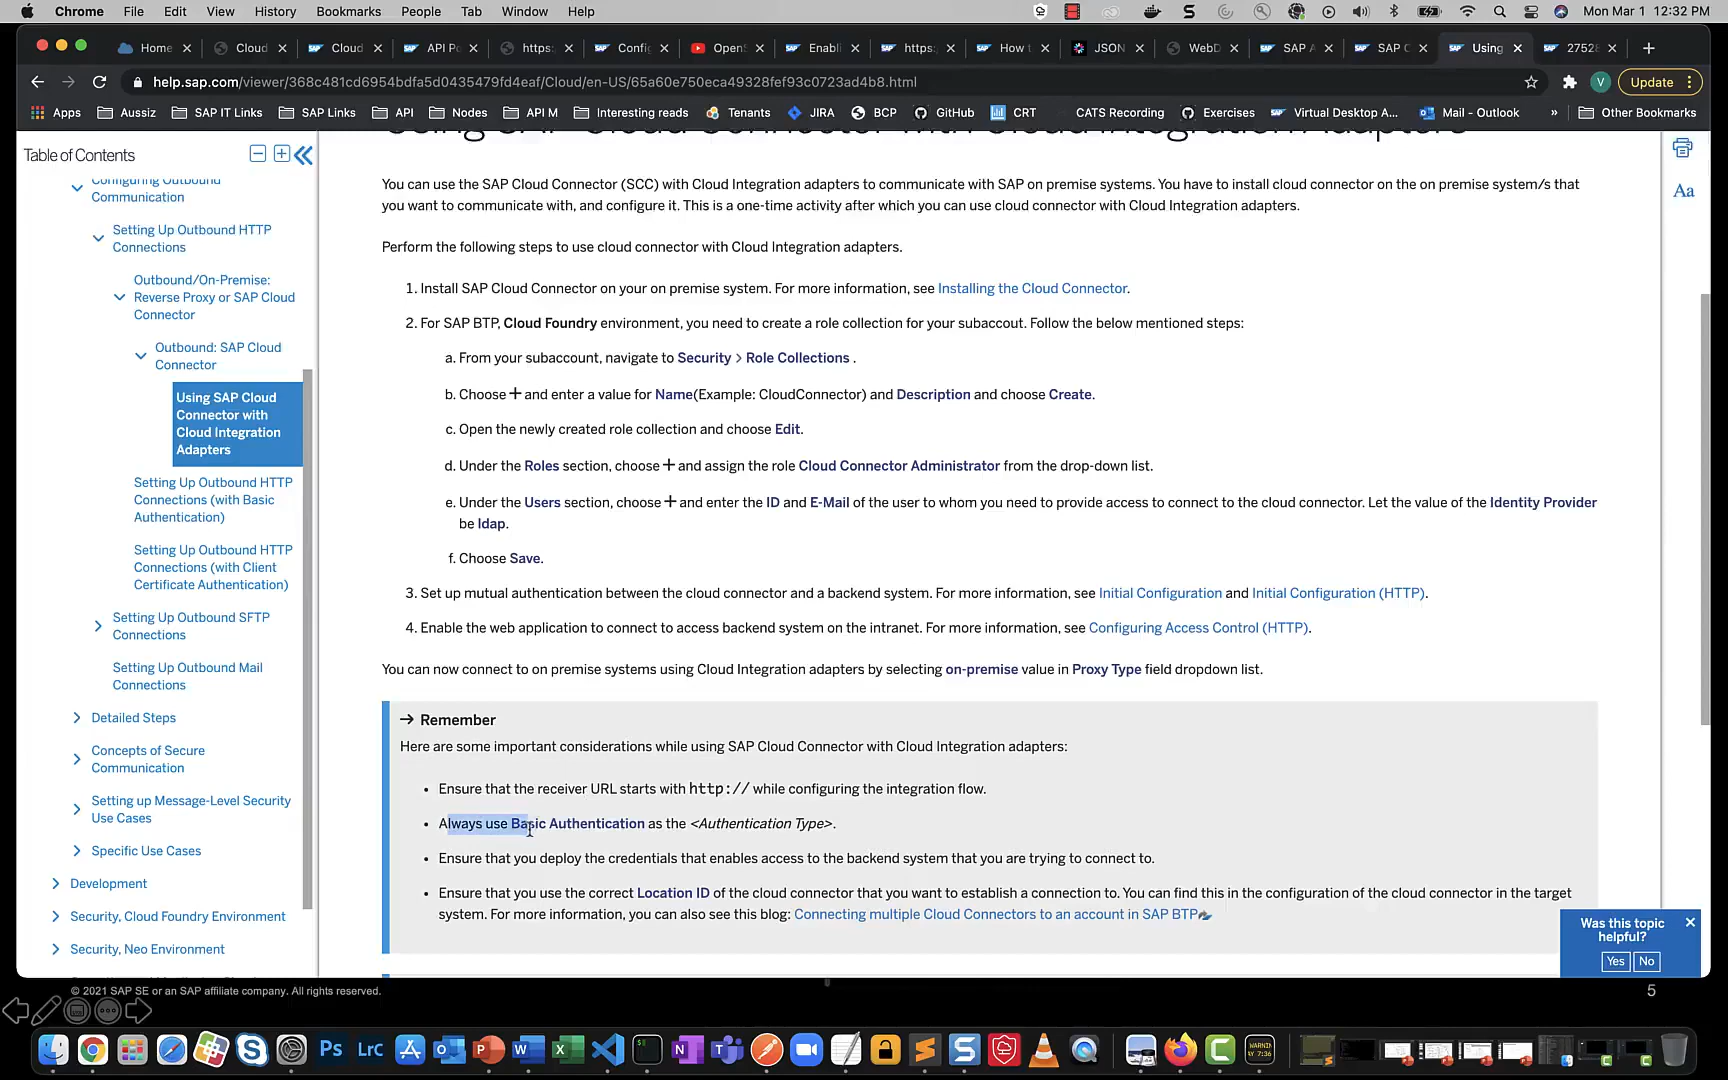 Chrome File Edit View History Bookmarks People Tab Window Help Mon Mar 1 12:32 PM
Home Cloud Cloud API Po https: Config OpenS Enabl https: How t JSON WebD SAP A SAP C Using 27528
help.sap.com/viewer/368c481cd6954bdfa5d0435479fd4eaf/Cloud/en-US/65a60e750eca49328fef93c0723ad4b8.html V Update
Apps Aussiz SAP IT Links SAP Links API Nodes API M Interesting reads Tenants JIRA BCP GitHub CRT CATS Recording Exercises Virtual Desktop A... Mail - Outlook » Other Bookmarks
Using SAP Cloud Connector with Cloud Integration Adapters
Table of Contents
Aa
Configuring Outbound
Communication
Setting Up Outbound HTTP
Connections
Outbound/On-Premise:
Reverse Proxy or SAP Cloud
Connector
Outbound: SAP Cloud
Connector
Using SAP Cloud
Connector with
Cloud Integration
Adapters
Setting Up Outbound HTTP
Connections (with Basic
Authentication)
Setting Up Outbound HTTP
Connections (with Client
Certificate Authentication)
Setting Up Outbound SFTP
Connections
Setting Up Outbound Mail
Connections
Detailed Steps
Concepts of Secure
Communication
Setting up Message-Level Security
Use Cases
Specific Use Cases
Development
Security, Cloud Foundry Environment
Security, Neo Environment
You can use the SAP Cloud Connector (SCC) with Cloud Integration adapters to communicate with SAP on premise systems. You have to install cloud connector on the on premise system/s that
you want to communicate with, and configure it. This is a one-time activity after which you can use cloud connector with Cloud Integration adapters.
Perform the following steps to use cloud connector with Cloud Integration adapters.
1. Install SAP Cloud Connector on your on premise system. For more information, see Installing the Cloud Connector.
2. For SAP BTP, Cloud Foundry environment, you need to create a role collection for your subaccout. Follow the below mentioned steps:
a. From your subaccount, navigate to Security > Role Collections .
b. Choose + and enter a value for Name(Example: CloudConnector) and Description and choose Create.
c. Open the newly created role collection and choose Edit.
d. Under the Roles section, choose + and assign the role Cloud Connector Administrator from the drop-down list.
e. Under the Users section, choose + and enter the ID and E-Mail of the user to whom you need to provide access to connect to the cloud connector. Let the value of the Identity Provider
be ldap.
f. Choose Save.
3. Set up mutual authentication between the cloud connector and a backend system. For more information, see Initial Configuration and Initial Configuration (HTTP).
4. Enable the web application to connect to access backend system on the intranet. For more information, see Configuring Access Control (HTTP).
You can now connect to on premise systems using Cloud Integration adapters by selecting on-premise value in Proxy Type field dropdown list.
→ Remember
Here are some important considerations while using SAP Cloud Connector with Cloud Integration adapters:
• Ensure that the receiver URL starts with http:// while configuring the integration flow.
• Always use Basic Authentication as the <Authentication Type>.
• Ensure that you deploy the credentials that enables access to the backend system that you are trying to connect to.
• Ensure that you use the correct Location ID of the cloud connector that you want to establish a connection to. You can find this in the configuration of the cloud connector in the target
system. For more information, you can also see this blog: Connecting multiple Cloud Connectors to an account in SAP BTP
Was this topic
helpful?
Yes No
© 2021 SAP SE or an SAP affiliate company. All rights reserved. 5
Ps Lrc